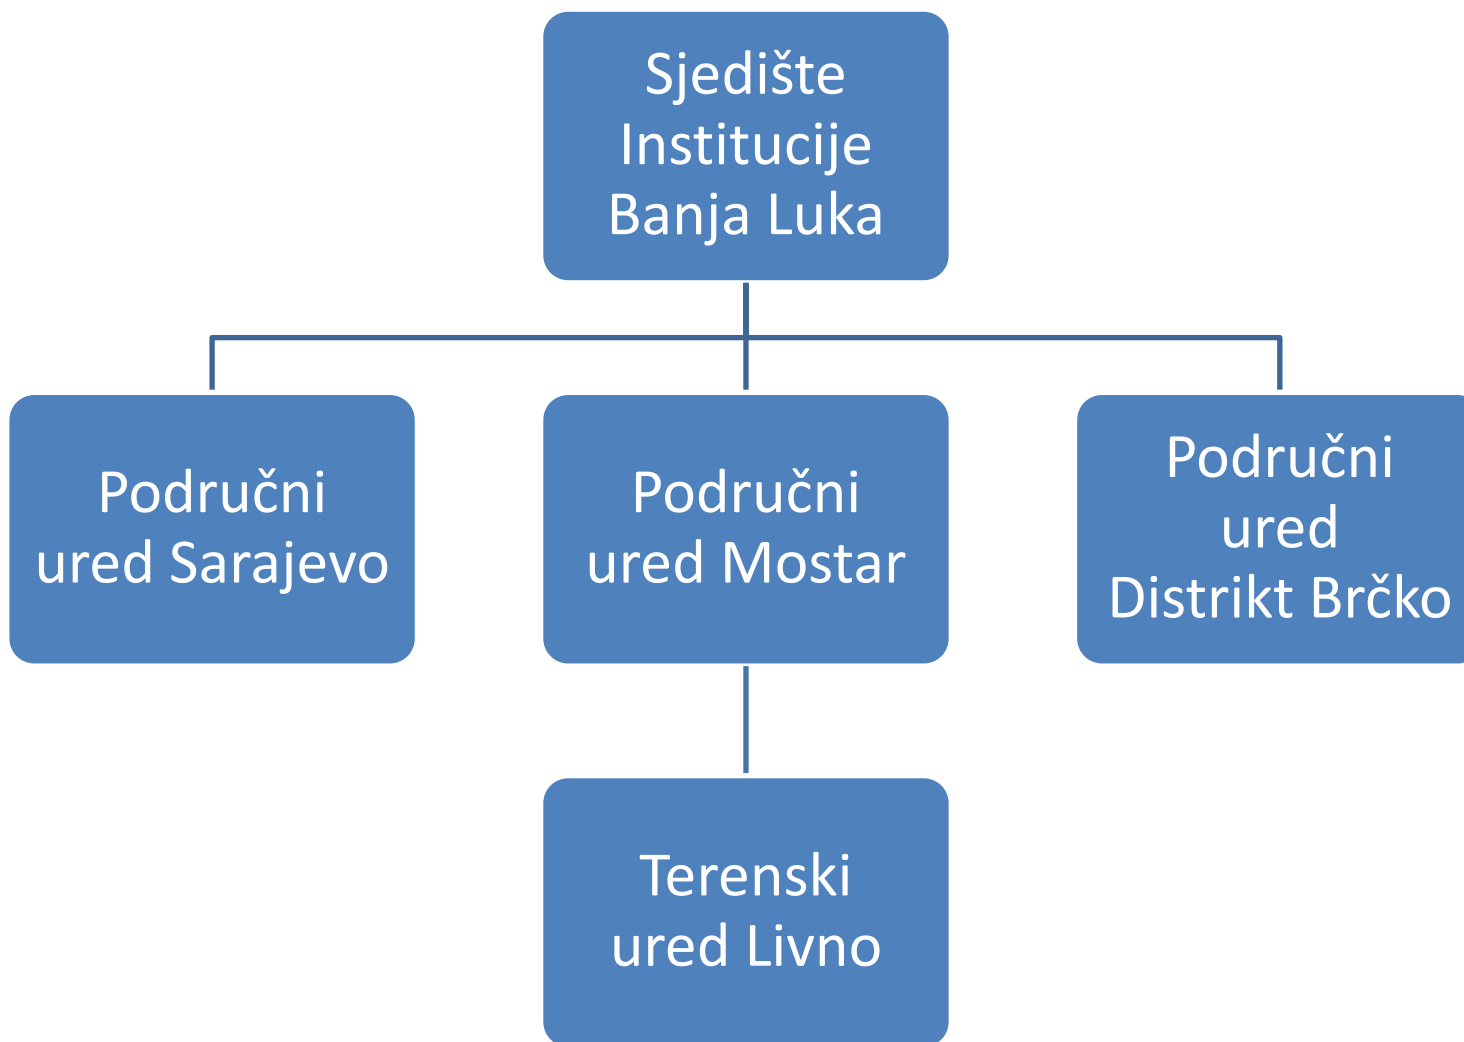 Sjedište
Institucije
Banja Luka
Područni
ured Sarajevo
Područni
ured Mostar
Područni
ured
Distrikt Brčko
Terenski
ured Livno